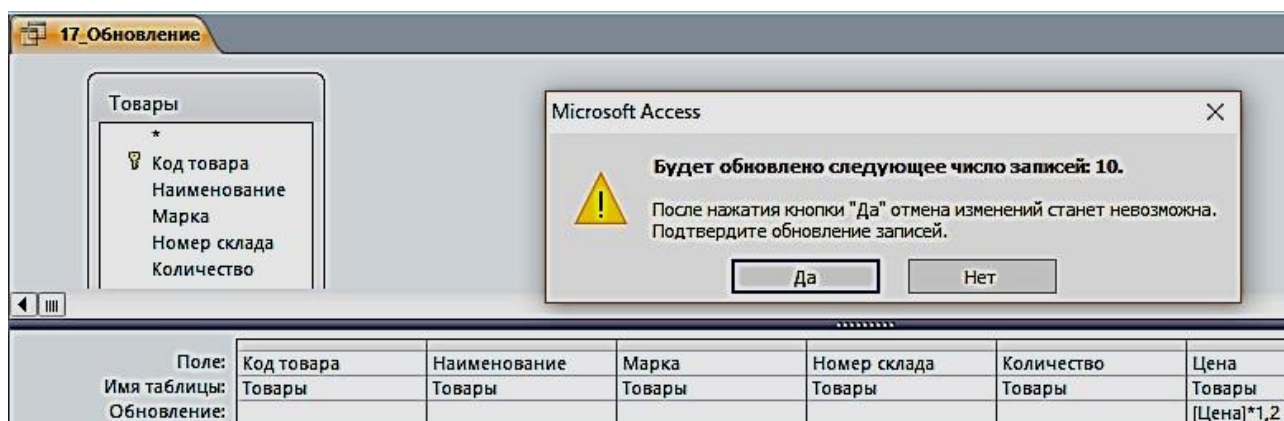 17_Обновление
Товары
*
Код товара
Наименование
Марка
Номер склада
Количество
Microsoft Access
Будет обновлено следующее число записей: 10.
После нажатия кнопки "Да" отмена изменений станет невозможна.
Подтвердите обновление записей.
Да Нет
Поле: Код товара Наименование Марка Номер склада Количество Цена
Имя таблицы: Товары Товары Товары Товары Товары Товары
Обновление: [Цена]*1,2